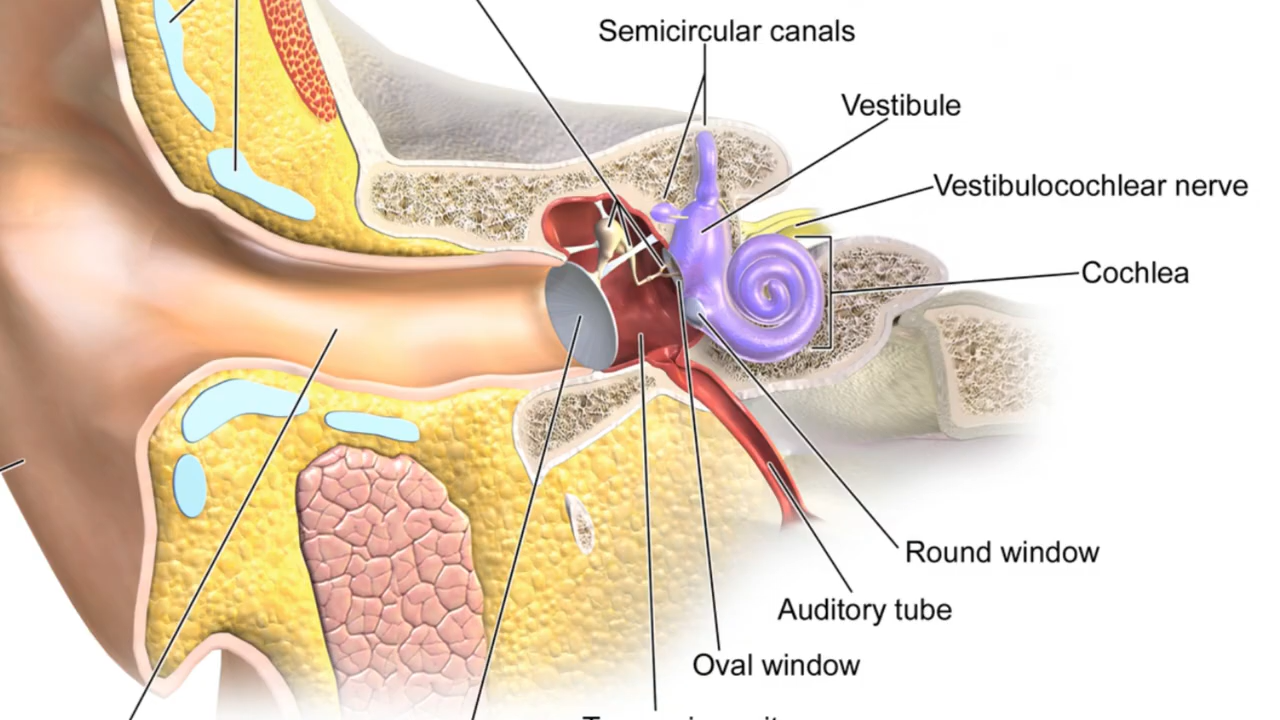 Semicircular canals
Vestibule
Vestibulocochlear nerve
Cochlea
Round window
Auditory tube
Oval window